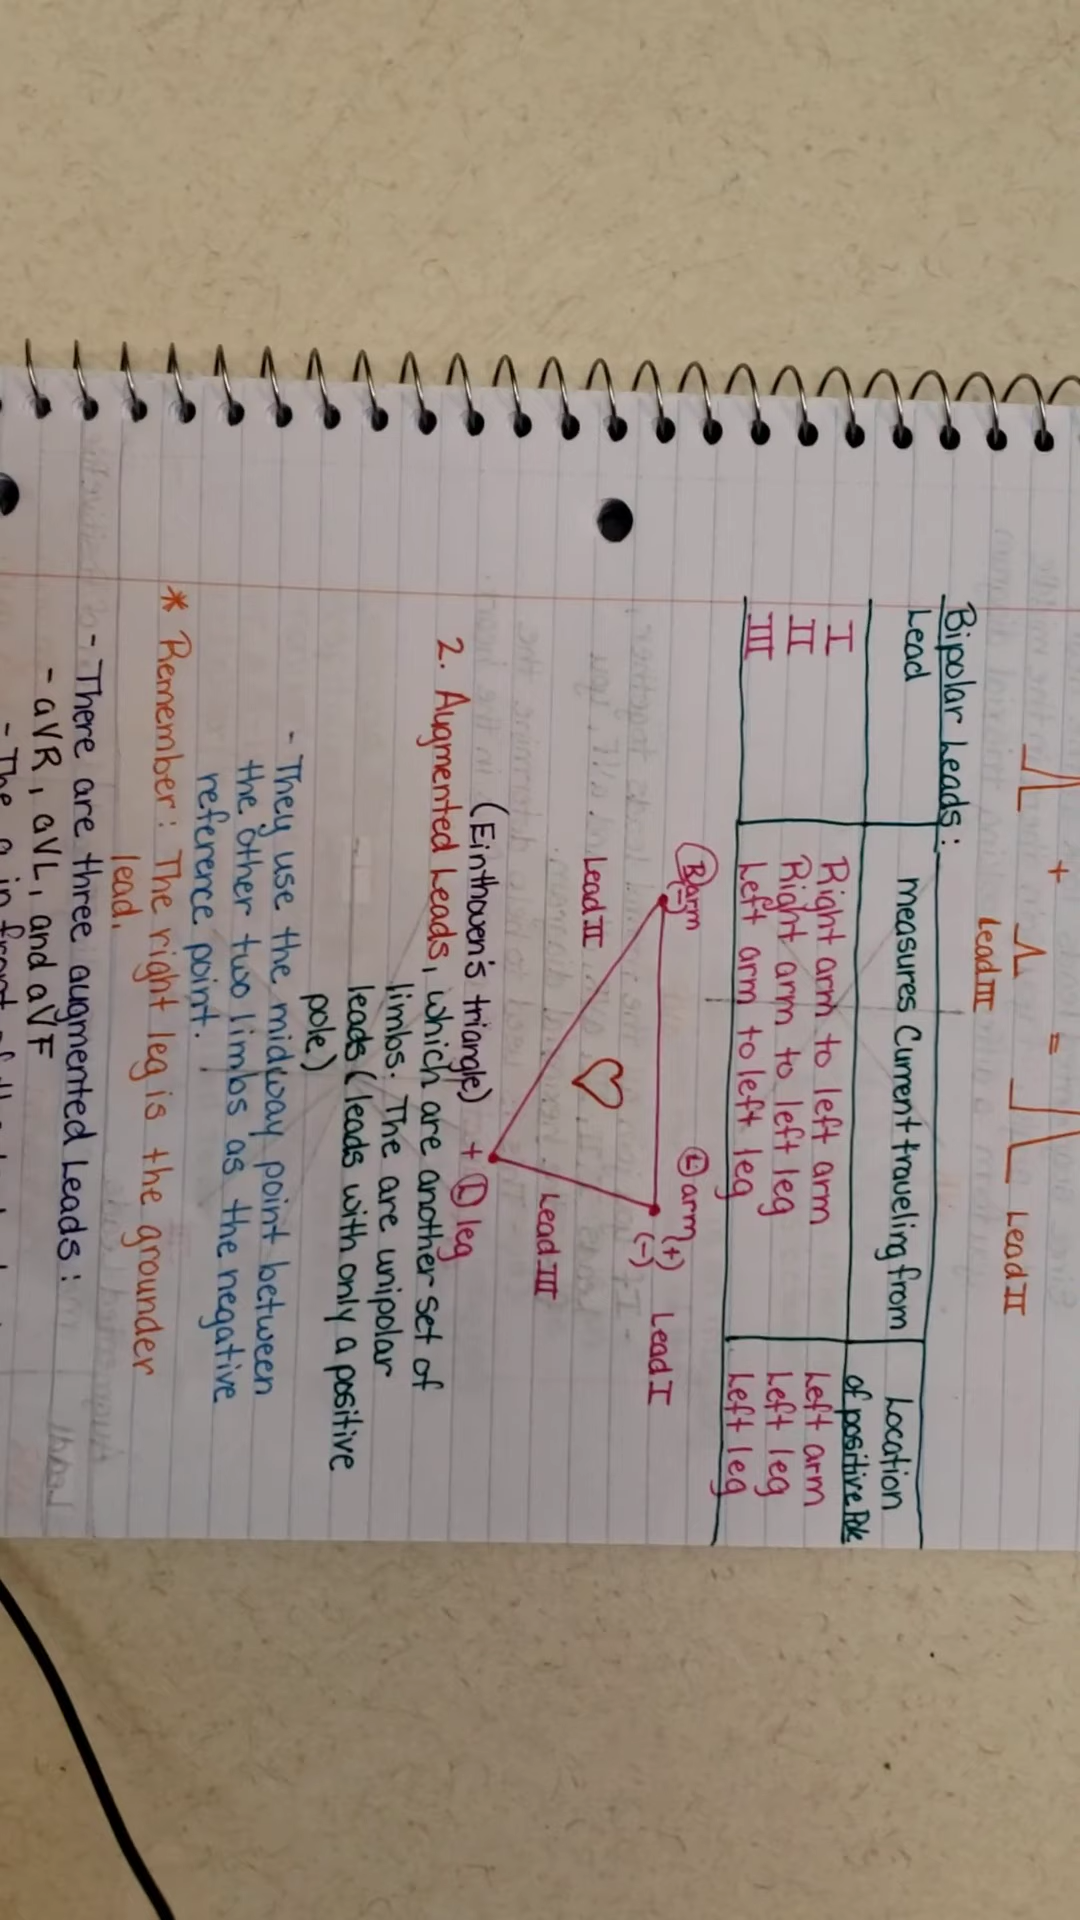 + = Lead II
Lead III
Bipolar Leads:
Lead measures Current traveling from Location
of positive Pole
I Right arm to left arm Left arm
II Right arm to left leg Left leg
III Left arm to left leg Left leg
R arm L arm (+) Lead I
(-) (-)
Lead II
Lead III
(Einthoven's triangle) + L leg
2. Augmented Leads, which are another set of
limbs. The are unipolar
leads (leads with only a positive
pole.)
- They use the midway point between
the other two limbs as the negative
reference point.
* Remember: The right leg is the grounder
lead.
- There are three augmented Leads:
- aVR, aVL, and aVF
- The a in front of the